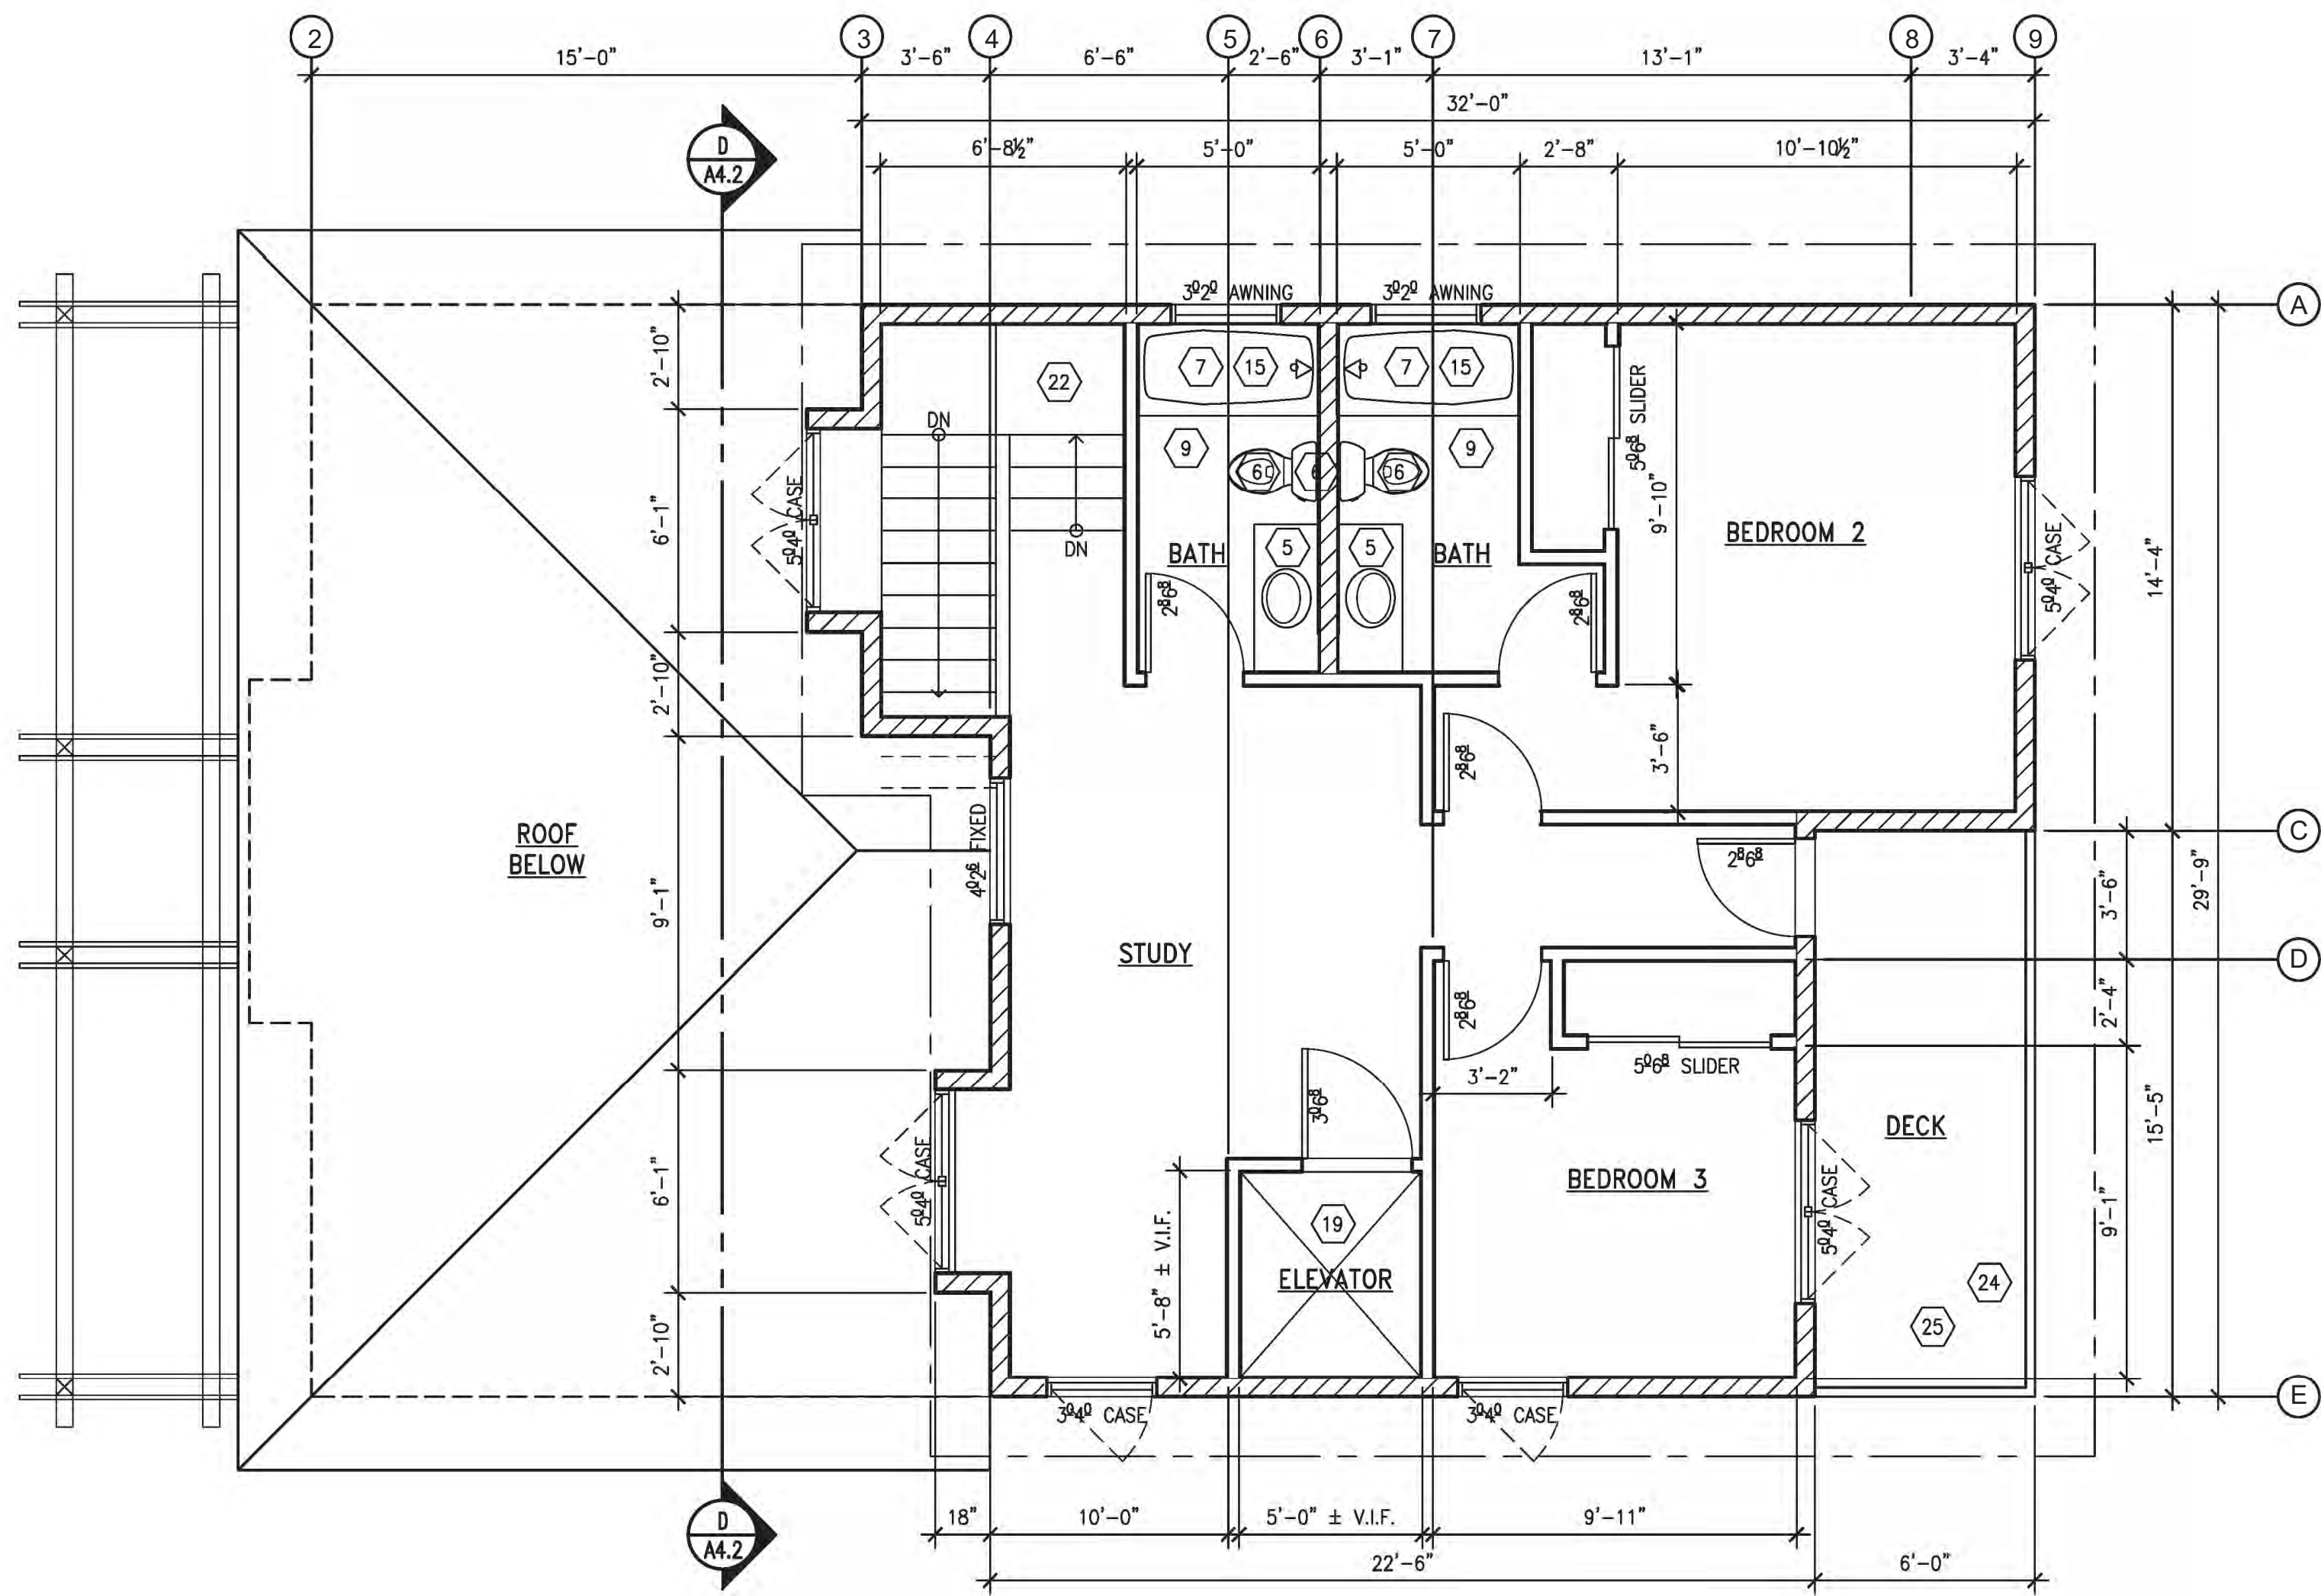 2 3 4 5 6 7 8 9
15'-0" 3'-6" 6'-6" 2'-6" 3'-1" 13'-1" 3'-4"
32'-0"
6'-8½" 5'-0" 5'-0" 2'-8" 10'-10½"
D
A4.2
3⁰2⁰ AWNING 3⁰2⁰ AWNING
A
2'-10"
22
7 15 7 15
5⁰6⁸ SLIDER
DN
9 9
6 6 6
6'-1"
5⁰4⁰ CASE
DN
BATH
5 5
BATH
9'-10"
BEDROOM 2
5⁰4⁰ CASE
14'-4"
2⁸6⁸
2⁸6⁸
2'-10"
2⁸6⁸
3'-6"
ROOF
BELOW
4⁰2⁶ FIXED
C
2⁸6⁸
3'-6"
29'-9"
9'-1"
STUDY
D
2⁸6⁸
2'-4"
5⁰6⁸ SLIDER
3'-2"
3⁰6⁸
DECK
15'-5"
6'-1"
5⁰4⁰ CASE
5'-8" ± V.I.F.
BEDROOM 3
5⁰4⁰ CASE
9'-1"
19
ELEVATOR
24
25
2'-10"
3⁰4⁰ CASE 3⁰4⁰ CASE
E
D
A4.2
18" 10'-0" 5'-0" ± V.I.F. 9'-11"
22'-6" 6'-0"